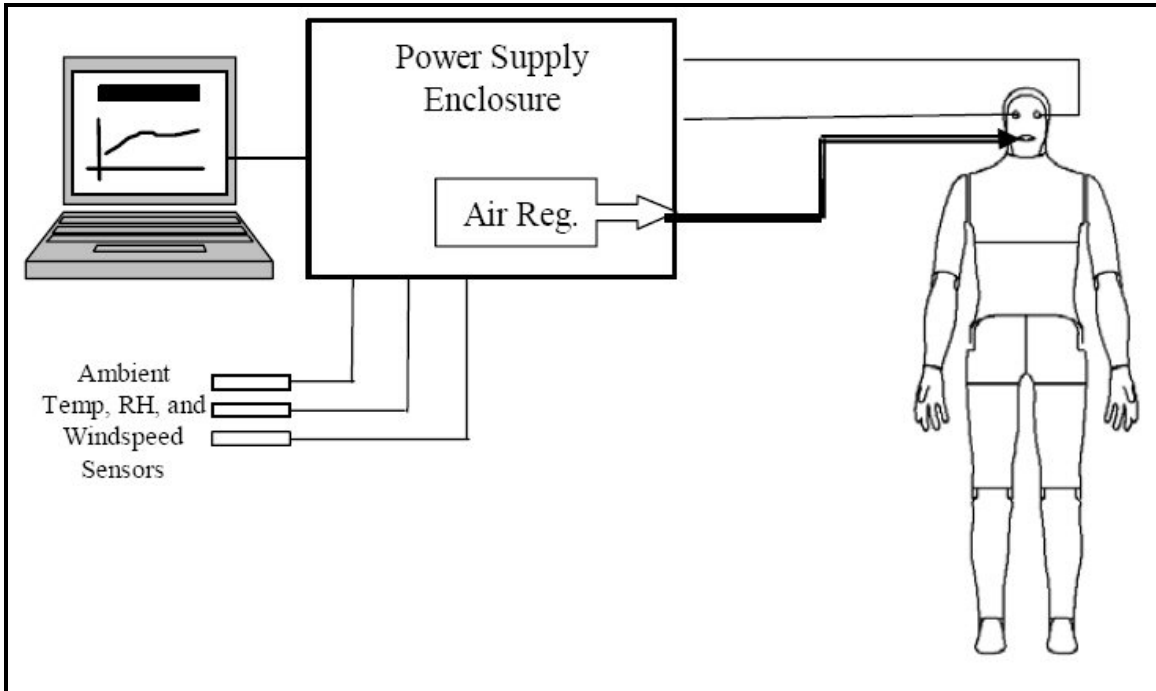 Power Supply
Enclosure
Air Reg.
Ambient
Temp, RH, and
Windspeed
Sensors